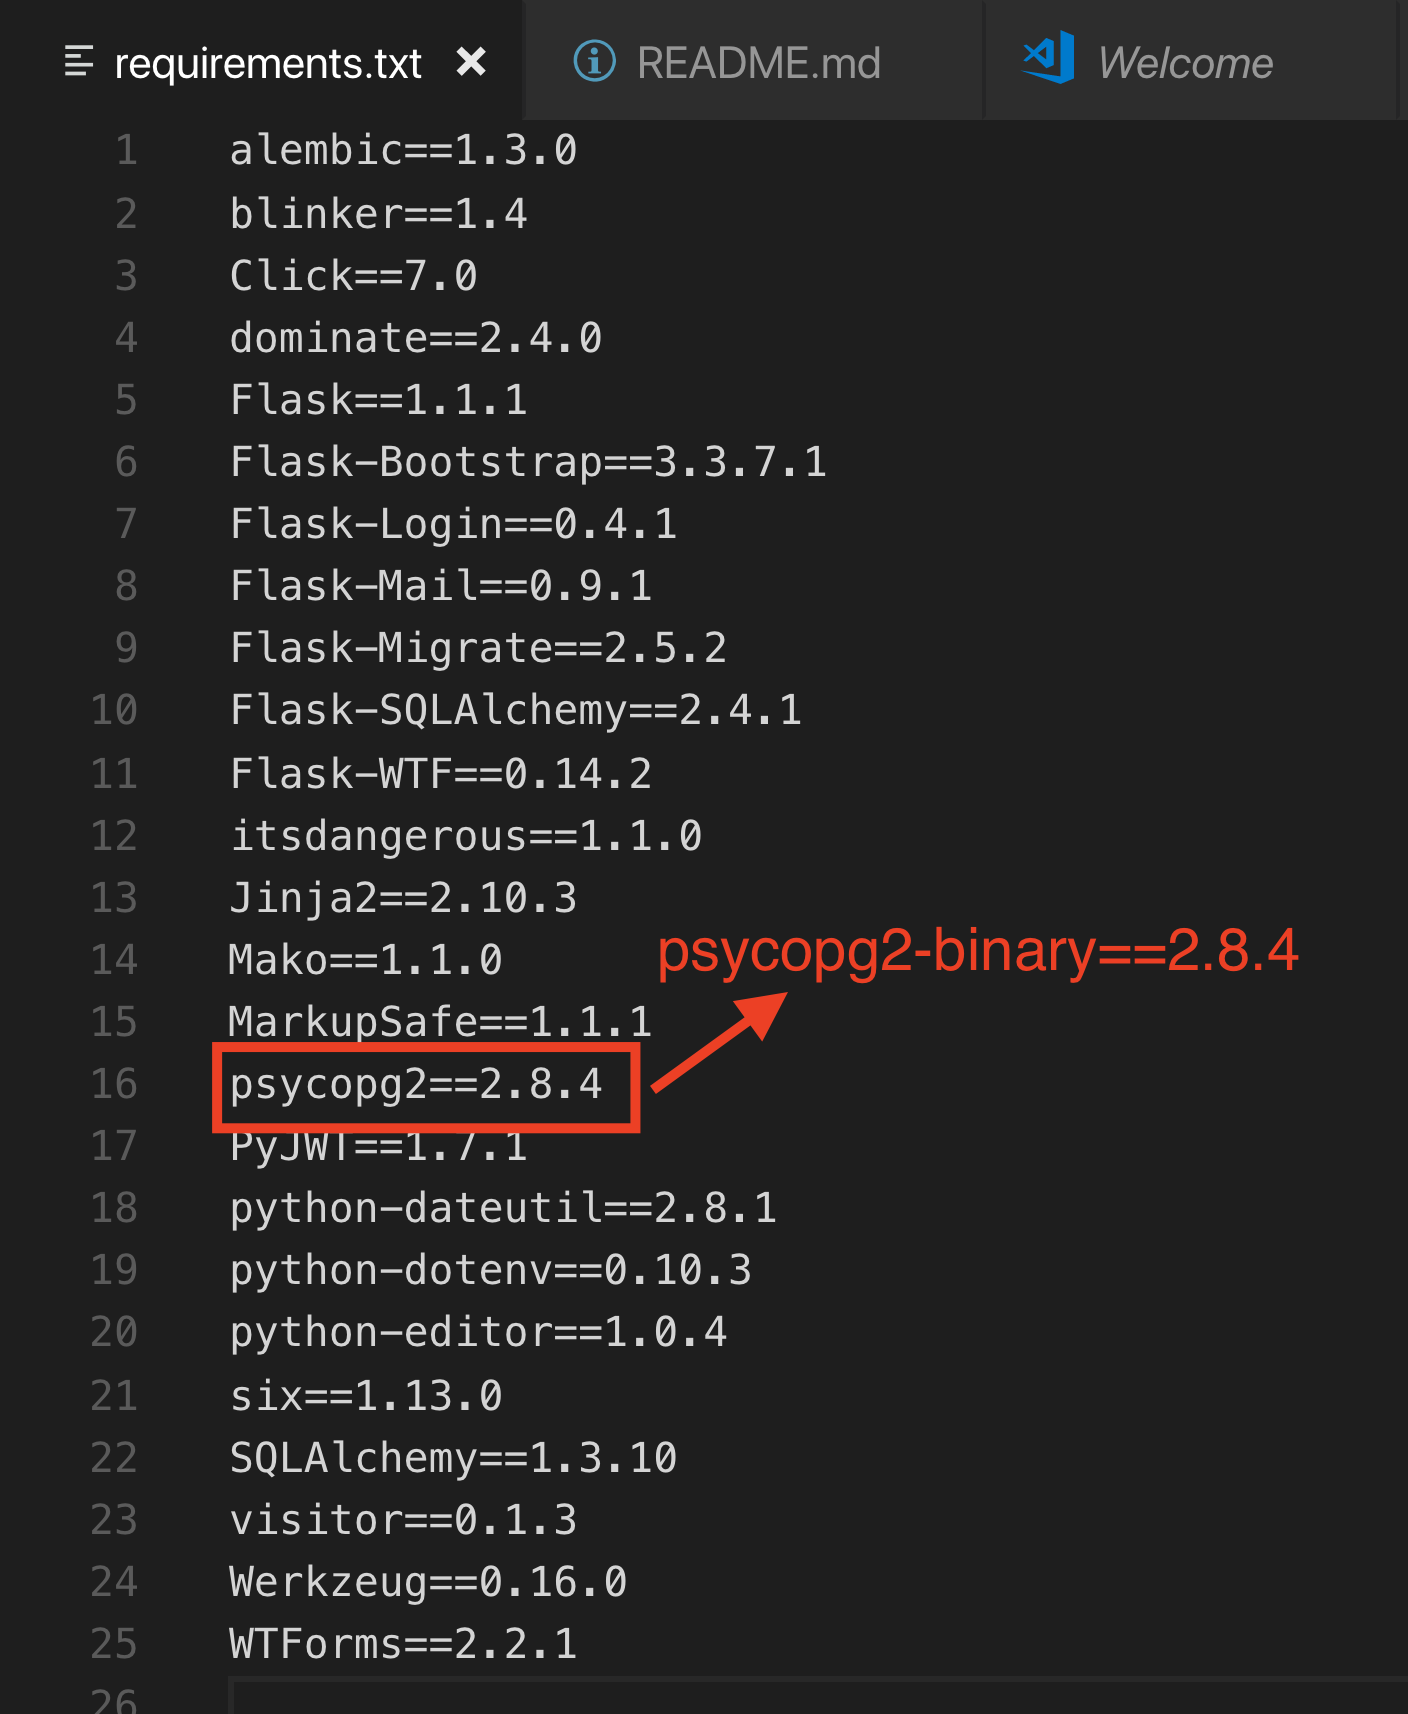 requirements.txt README.md Welcome
1 alembic==1.3.0
2 blinker==1.4
3 Click==7.0
4 dominate==2.4.0
5 Flask==1.1.1
6 Flask-Bootstrap==3.3.7.1
7 Flask-Login==0.4.1
8 Flask-Mail==0.9.1
9 Flask-Migrate==2.5.2
10 Flask-SQLAlchemy==2.4.1
11 Flask-WTF==0.14.2
12 itsdangerous==1.1.0
13 Jinja2==2.10.3
psycopg2-binary==2.8.4
14 Mako==1.1.0
15 MarkupSafe==1.1.1
16 psycopg2==2.8.4
17 PyJWT==1.7.1
18 python-dateutil==2.8.1
19 python-dotenv==0.10.3
20 python-editor==1.0.4
21 six==1.13.0
22 SQLAlchemy==1.3.10
23 visitor==0.1.3
24 Werkzeug==0.16.0
25 WTForms==2.2.1
26